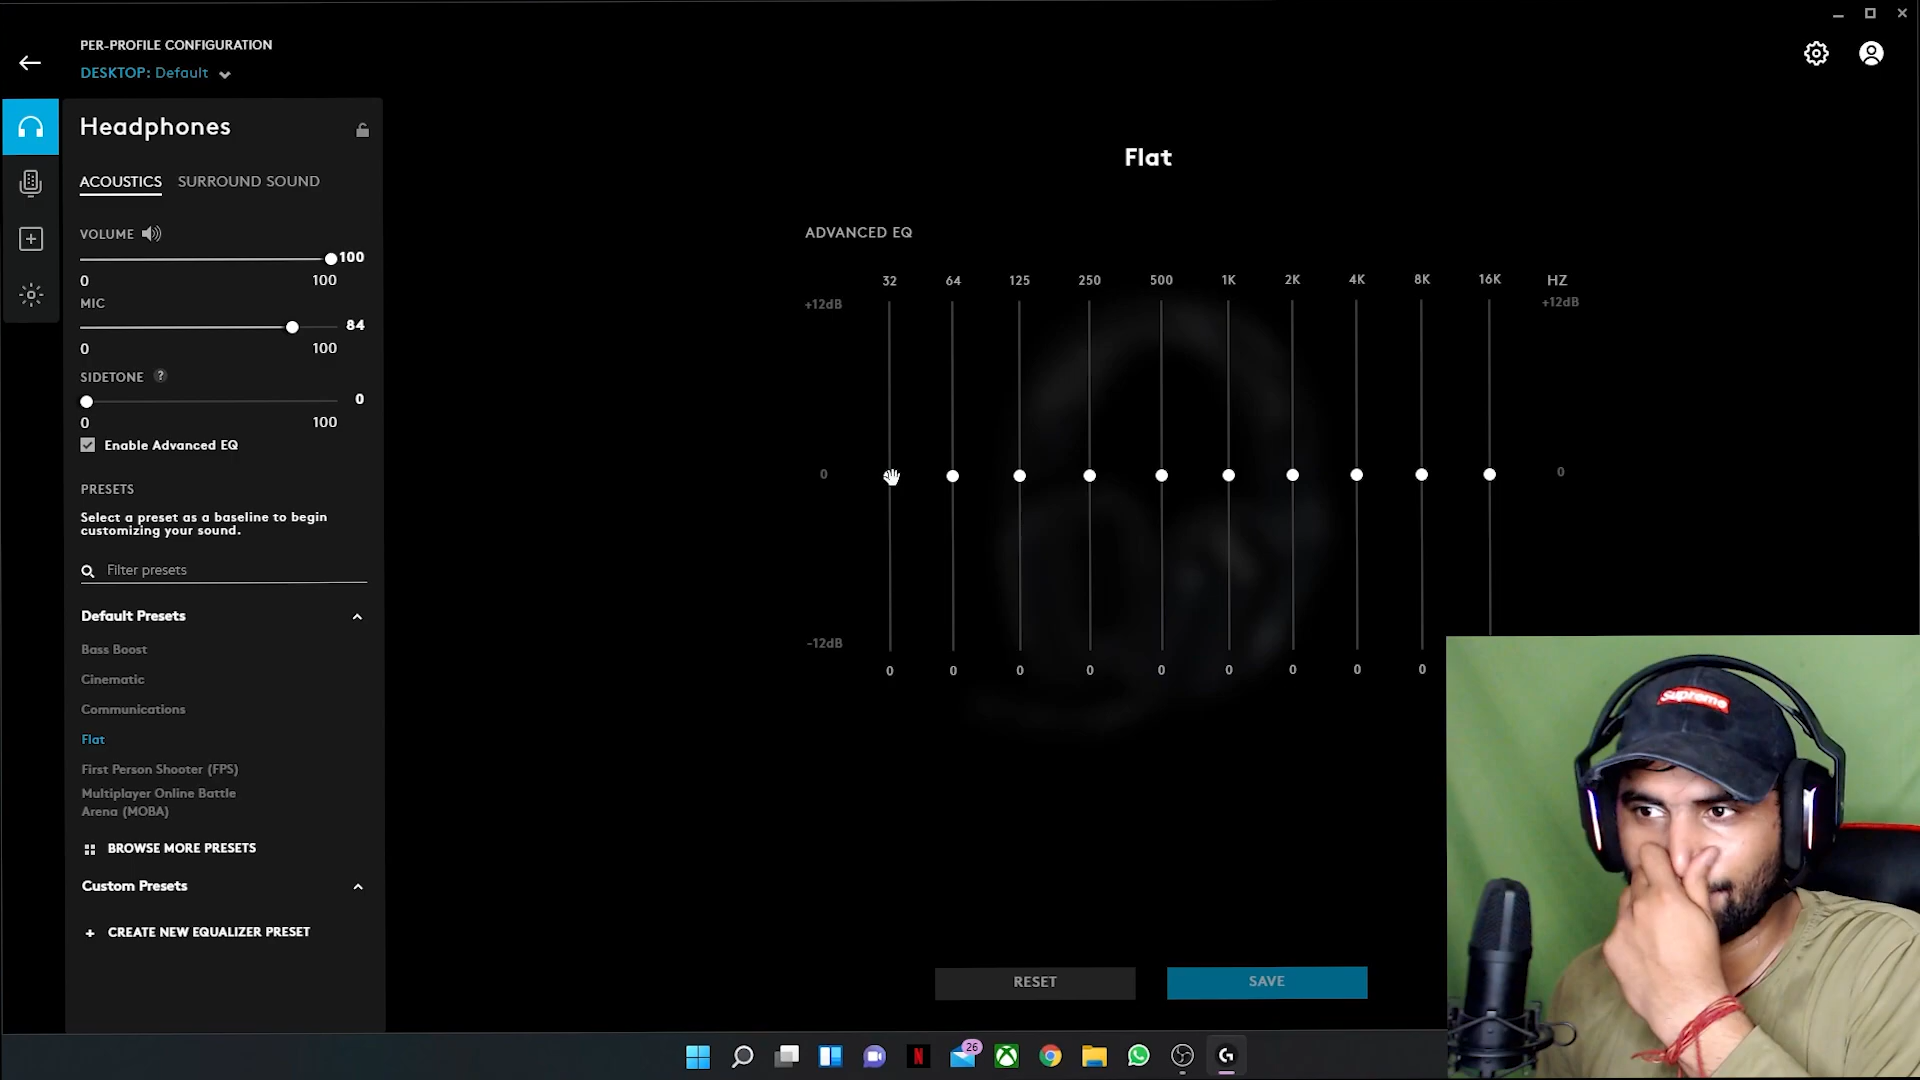 PER-PROFILE CONFIGURATION
DESKTOP: Default
Headphones
ACOUSTICS SURROUND SOUND
VOLUME
100
0 100
MIC
84
0 100
SIDETONE ?
0
0 100
Enable Advanced EQ
PRESETS
Select a preset as a baseline to begin
customizing your sound.
Filter presets
Default Presets
Bass Boost
Cinematic
Communications
Flat
First Person Shooter (FPS)
Multiplayer Online Battle
Arena (MOBA)
BROWSE MORE PRESETS
Custom Presets
+ CREATE NEW EQUALIZER PRESET
Flat
ADVANCED EQ
32 64 125 250 500 1K 2K 4K 8K 16K HZ
+12dB +12dB
0 0
-12dB
0 0 0 0 0 0 0 0 0
RESET SAVE
Supreme
N 26 G